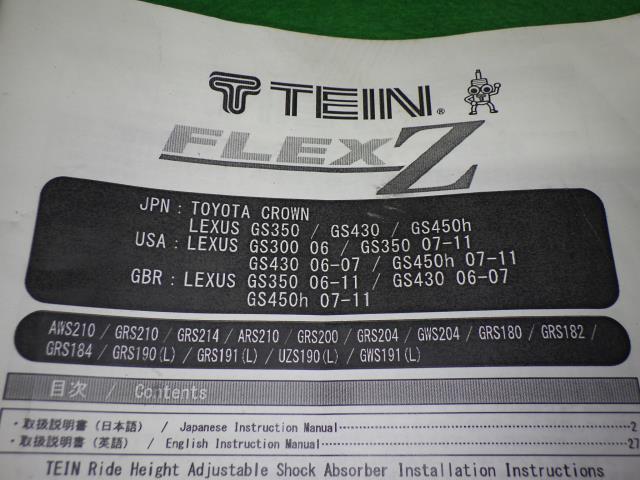 TEIN®
FLEX Z
JPN : TOYOTA CROWN
LEXUS GS350 / GS430 / GS450h
USA : LEXUS GS300 06 / GS350 07-11
GS430 06-07 / GS450h 07-11
GBR : LEXUS GS350 06-11 / GS430 06-07
GS450h 07-11
AWS210 / GRS210 / GRS214 / ARS210 / GRS200 / GRS204 / GWS204 / GRS180 / GRS182 /
GRS184 / GRS190(L) / GRS191(L) / UZS190(L) / GWS191(L)
目次 / Contents
・取扱説明書（日本語） / Japanese Instruction Manual 2
・取扱説明書（英語） / English Instruction Manual 27
TEIN Ride Height Adjustable Shock Absorber Installation Instructions